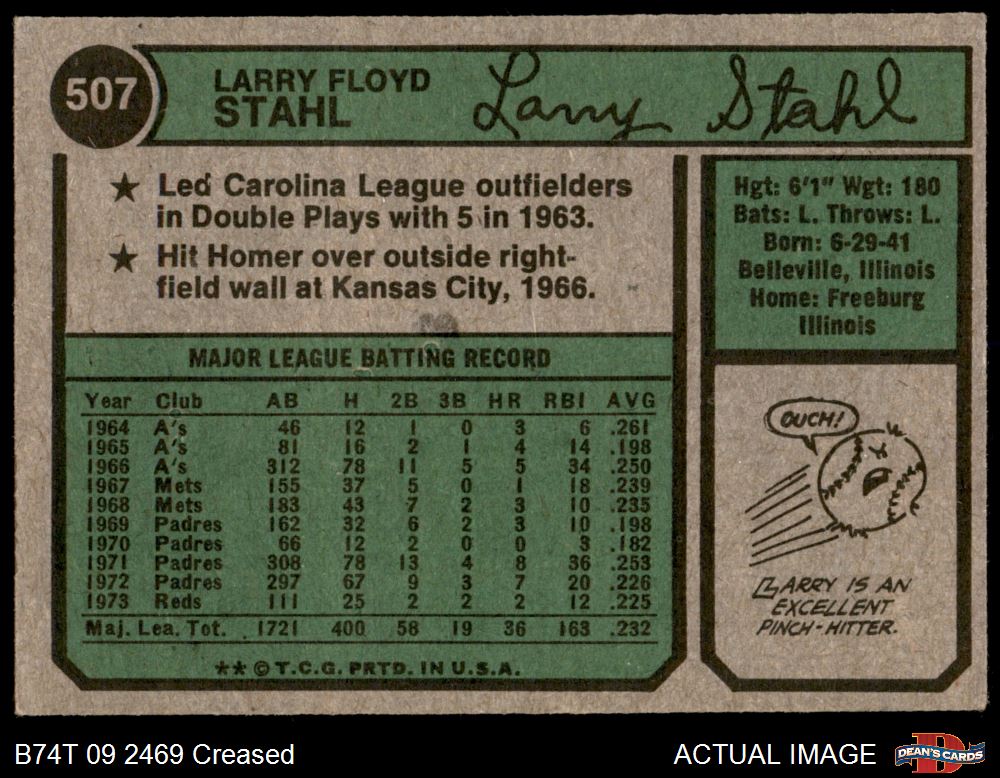 507
LARRY FLOYD
STAHL
Larry Stahl
★ Led Carolina League outfielders
in Double Plays with 5 in 1963.
★ Hit Homer over outside right-
field wall at Kansas City, 1966.
Hgt: 6'1" Wgt: 180
Bats: L. Throws: L.
Born: 6-29-41
Belleville, Illinois
Home: Freeburg
Illinois
MAJOR LEAGUE BATTING RECORD
Year Club AB H 2B 3B HR RBI AVG
1964 A's 46 12 1 0 3 6 .261
1965 A's 81 16 2 1 4 14 .198
1966 A's 312 78 11 5 5 34 .250
1967 Mets 155 37 5 0 1 18 .239
1968 Mets 183 43 7 2 3 10 .235
1969 Padres 162 32 6 2 3 10 .198
1970 Padres 66 12 2 0 0 3 .182
1971 Padres 308 78 13 4 8 36 .253
1972 Padres 297 67 9 3 7 20 .226
1973 Reds 111 25 2 2 2 12 .225
Maj. Lea. Tot. 1721 400 58 19 36 163 .232
** © T.C.G. PRTD. IN U.S.A.
OUCH!
LARRY IS AN
EXCELLENT
PINCH-HITTER.
B74T 09 2469 Creased
ACTUAL IMAGE
DEAN'S CARDS